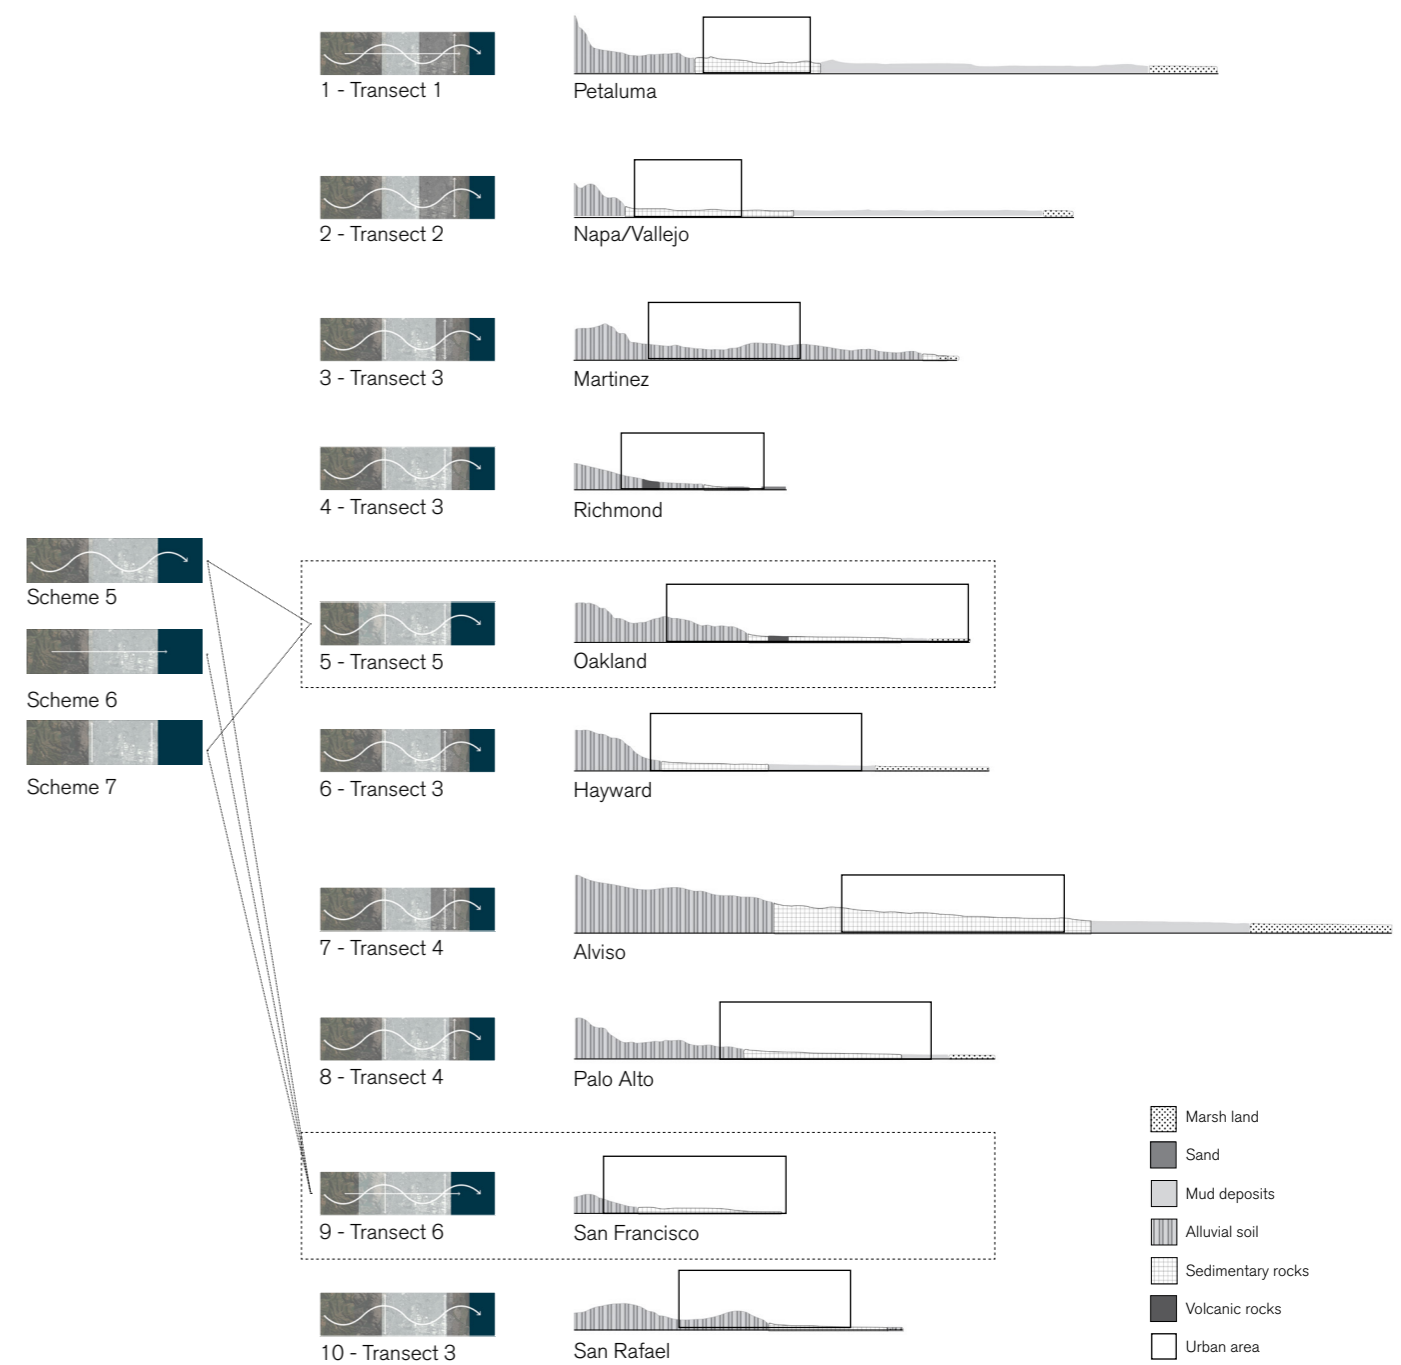 1 - Transect 1
Petaluma
2 - Transect 2
Napa/Vallejo
3 - Transect 3
Martinez
4 - Transect 3
Richmond
Scheme 5
Scheme 6
Scheme 7
5 - Transect 5
Oakland
6 - Transect 3
Hayward
7 - Transect 4
Alviso
8 - Transect 4
Palo Alto
9 - Transect 6
San Francisco
10 - Transect 3
San Rafael
Marsh land
Sand
Mud deposits
Alluvial soil
Sedimentary rocks
Volcanic rocks
Urban area